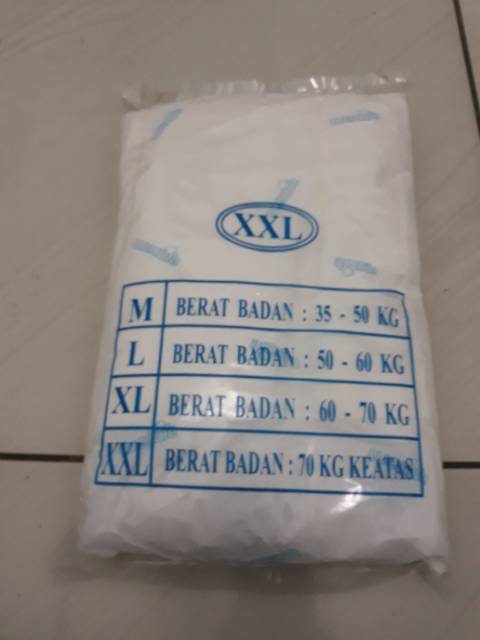 XXL
M BERAT BADAN : 35 - 50 KG
L BERAT BADAN : 50 - 60 KG
XL BERAT BADAN : 60 - 70 KG
XXL BERAT BADAN : 70 KG KEATAS